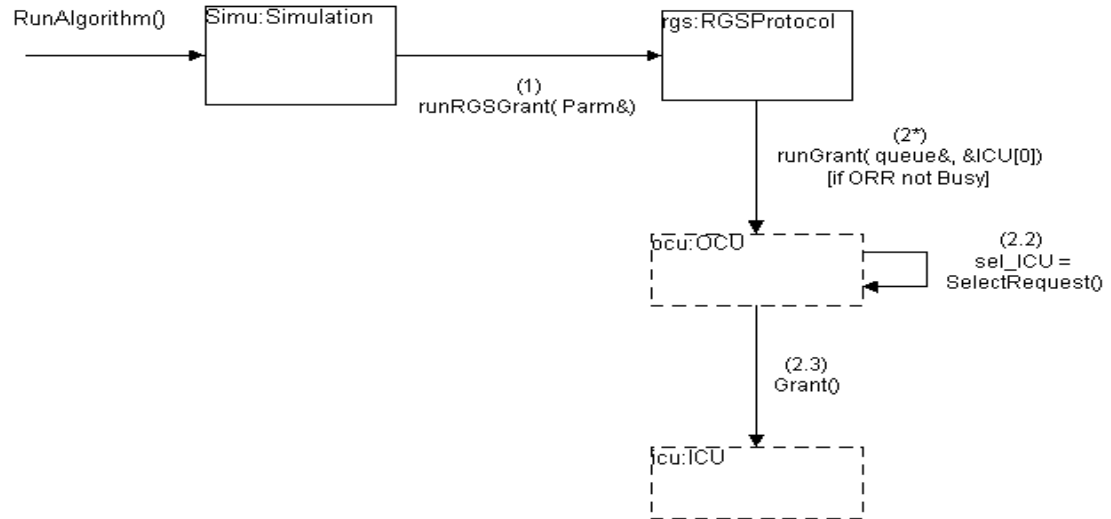 RunAlgorithm()
Simu:Simulation
rgs:RGSProtocol
(1)
runRGSGrant( Parm&)
(2*)
runGrant( queue&, &ICU[0])
[if ORR not Busy]
ocu:OCU
(2.2)
sel_ICU =
SelectRequest()
(2.3)
Grant()
icu:ICU